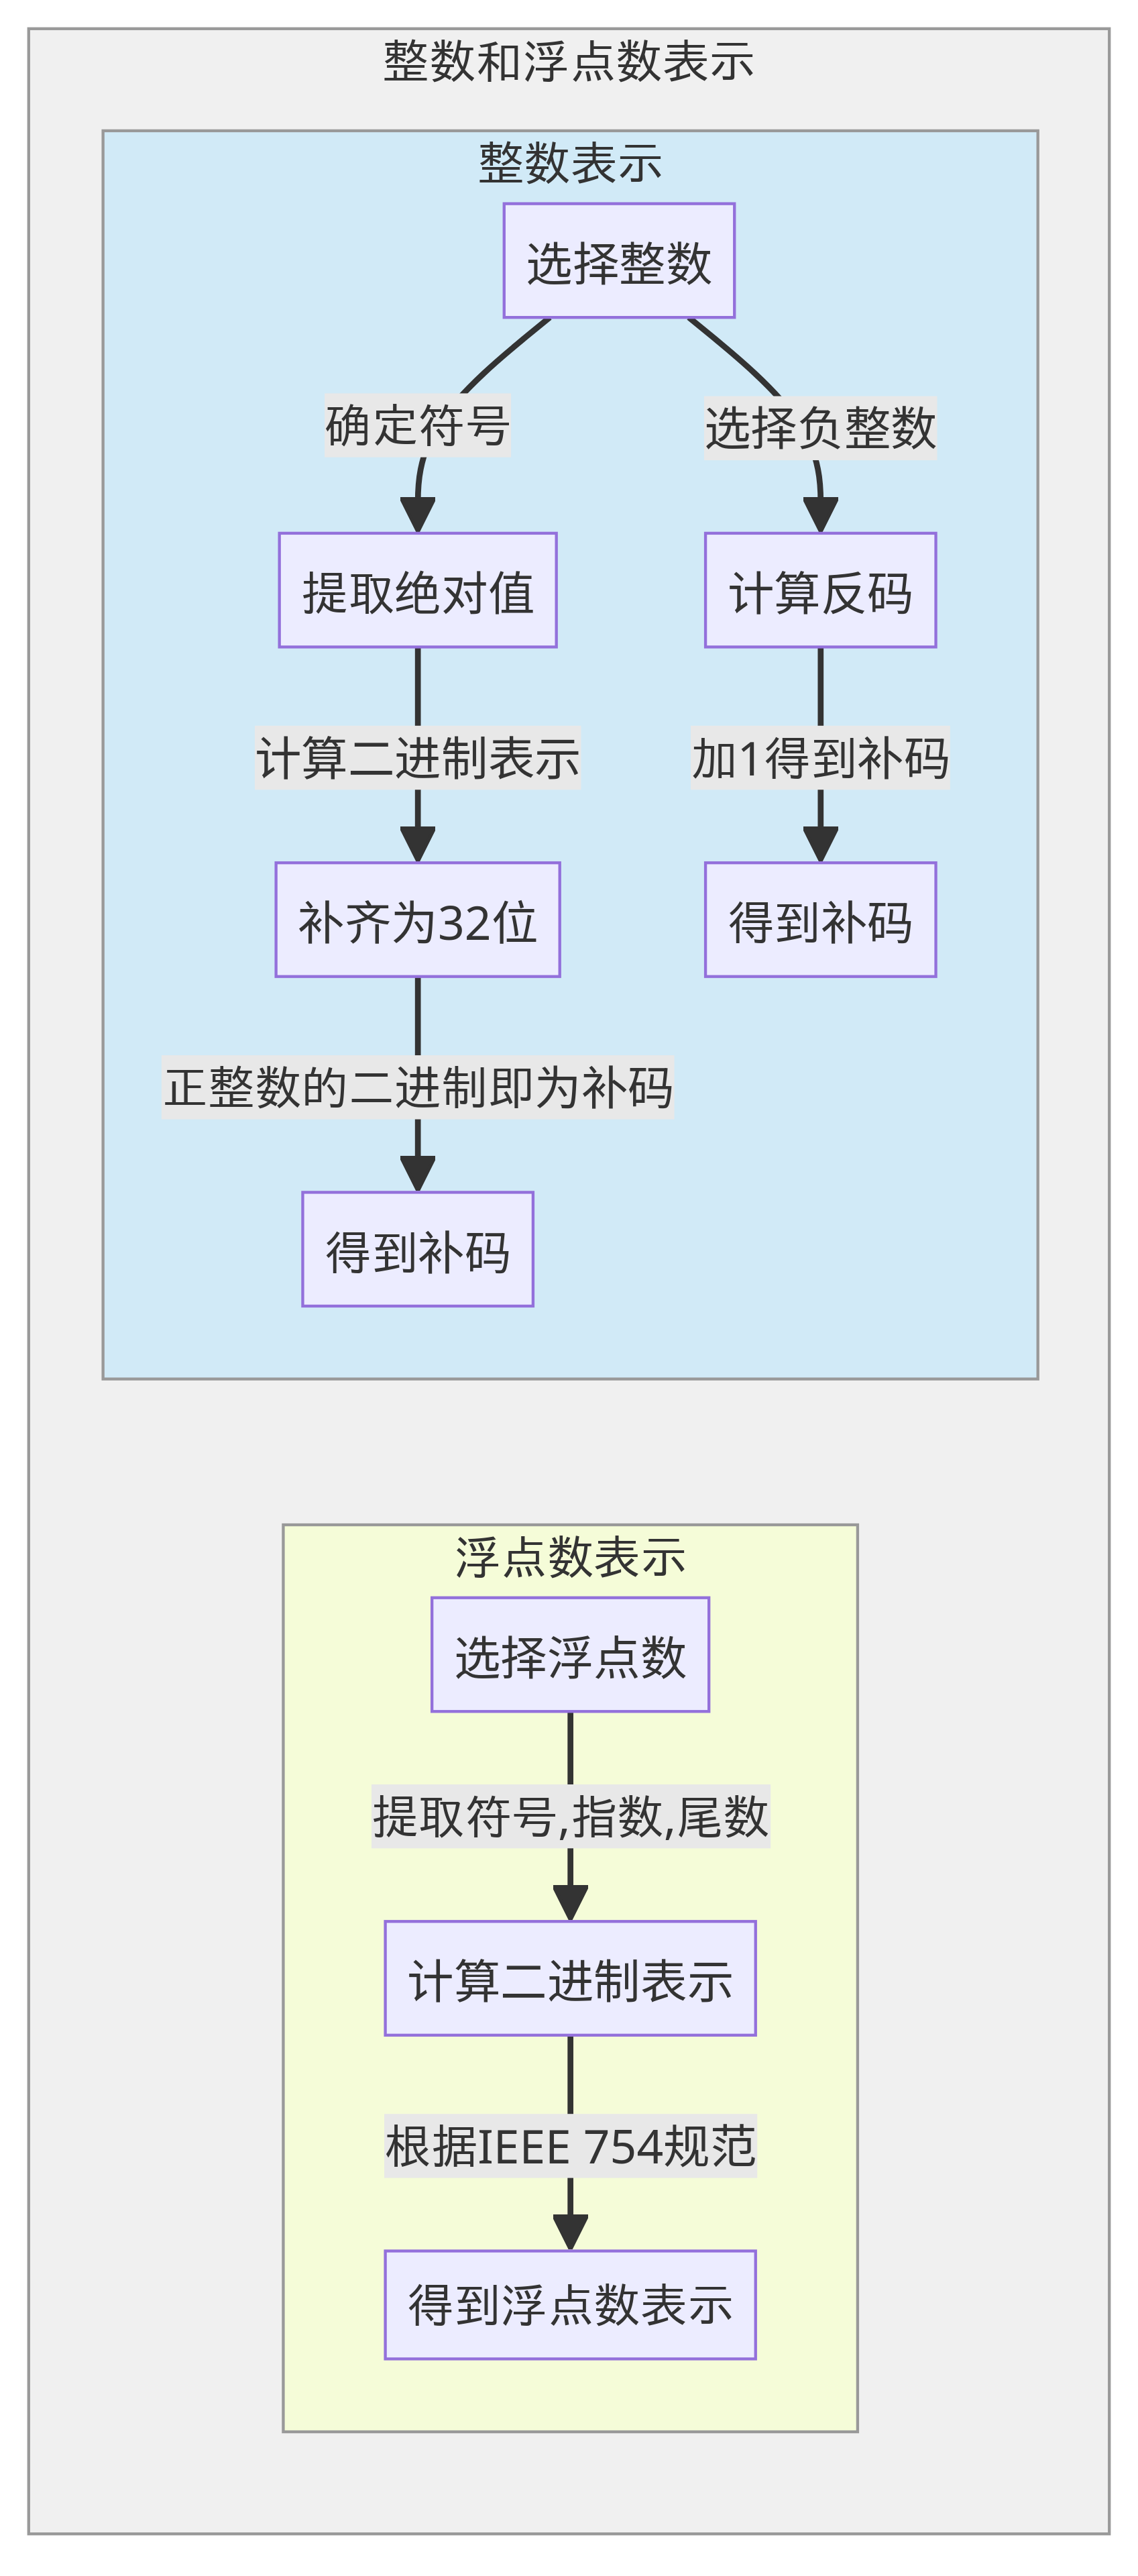 整数和浮点数表示
整数表示
选择整数
确定符号
选择负整数
提取绝对值
计算反码
计算二进制表示
加1得到补码
补齐为32位
得到补码
正整数的二进制即为补码
得到补码
浮点数表示
选择浮点数
提取符号,指数,尾数
计算二进制表示
根据IEEE 754规范
得到浮点数表示